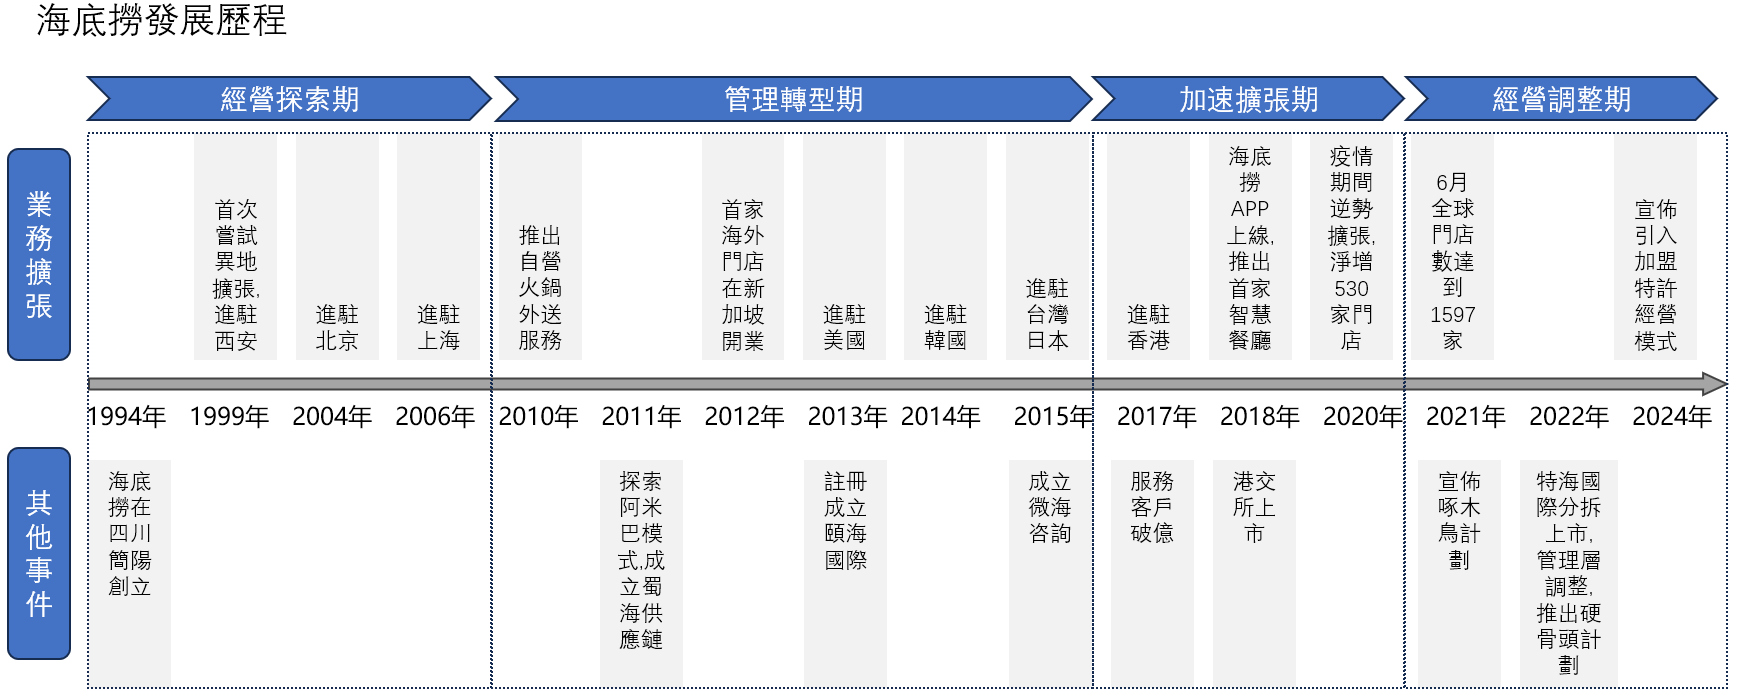 海底撈發展歷程
經營探索期
管理轉型期
加速擴張期
經營調整期
業
務
擴
張
首次
嘗試
異地
擴張,
進駐
西安
進駐
北京
進駐
上海
推出
自營
火鍋
外送
服務
首家
海外
門店
在新
加坡
開業
進駐
美國
進駐
韓國
進駐
台灣
日本
進駐
香港
海底
撈
APP
上線,
推出
首家
智慧
餐廳
疫情
期間
逆勢
擴張,
淨增
530
家門
店
6月
全球
門店
數達
到
1597
家
宣佈
引入
加盟
特許
經營
模式
1994年
1999年
2004年
2006年
2010年
2011年
2012年
2013年
2014年
2015年
2017年
2018年
2020年
2021年
2022年
2024年
其
他
事
件
海底
撈在
四川
簡陽
創立
探索
阿米
巴模
式,成
立蜀
海供
應鏈
註冊
成立
頤海
國際
成立
微海
咨詢
服務
客戶
破億
港交
所上
市
宣佈
啄木
鳥計
劃
特海國
際分拆
上市,
管理層
調整,
推出硬
骨頭計
劃